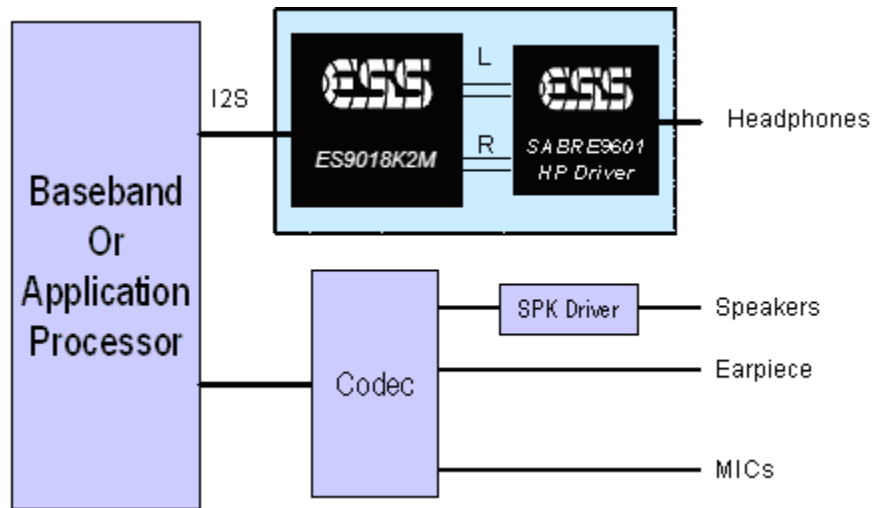 Baseband
Or
Application
Processor
I2S
ESS
ES9018K2M
L
R
ESS
SABRE9601
HP Driver
Headphones
Codec
SPK Driver
Speakers
Earpiece
MICs